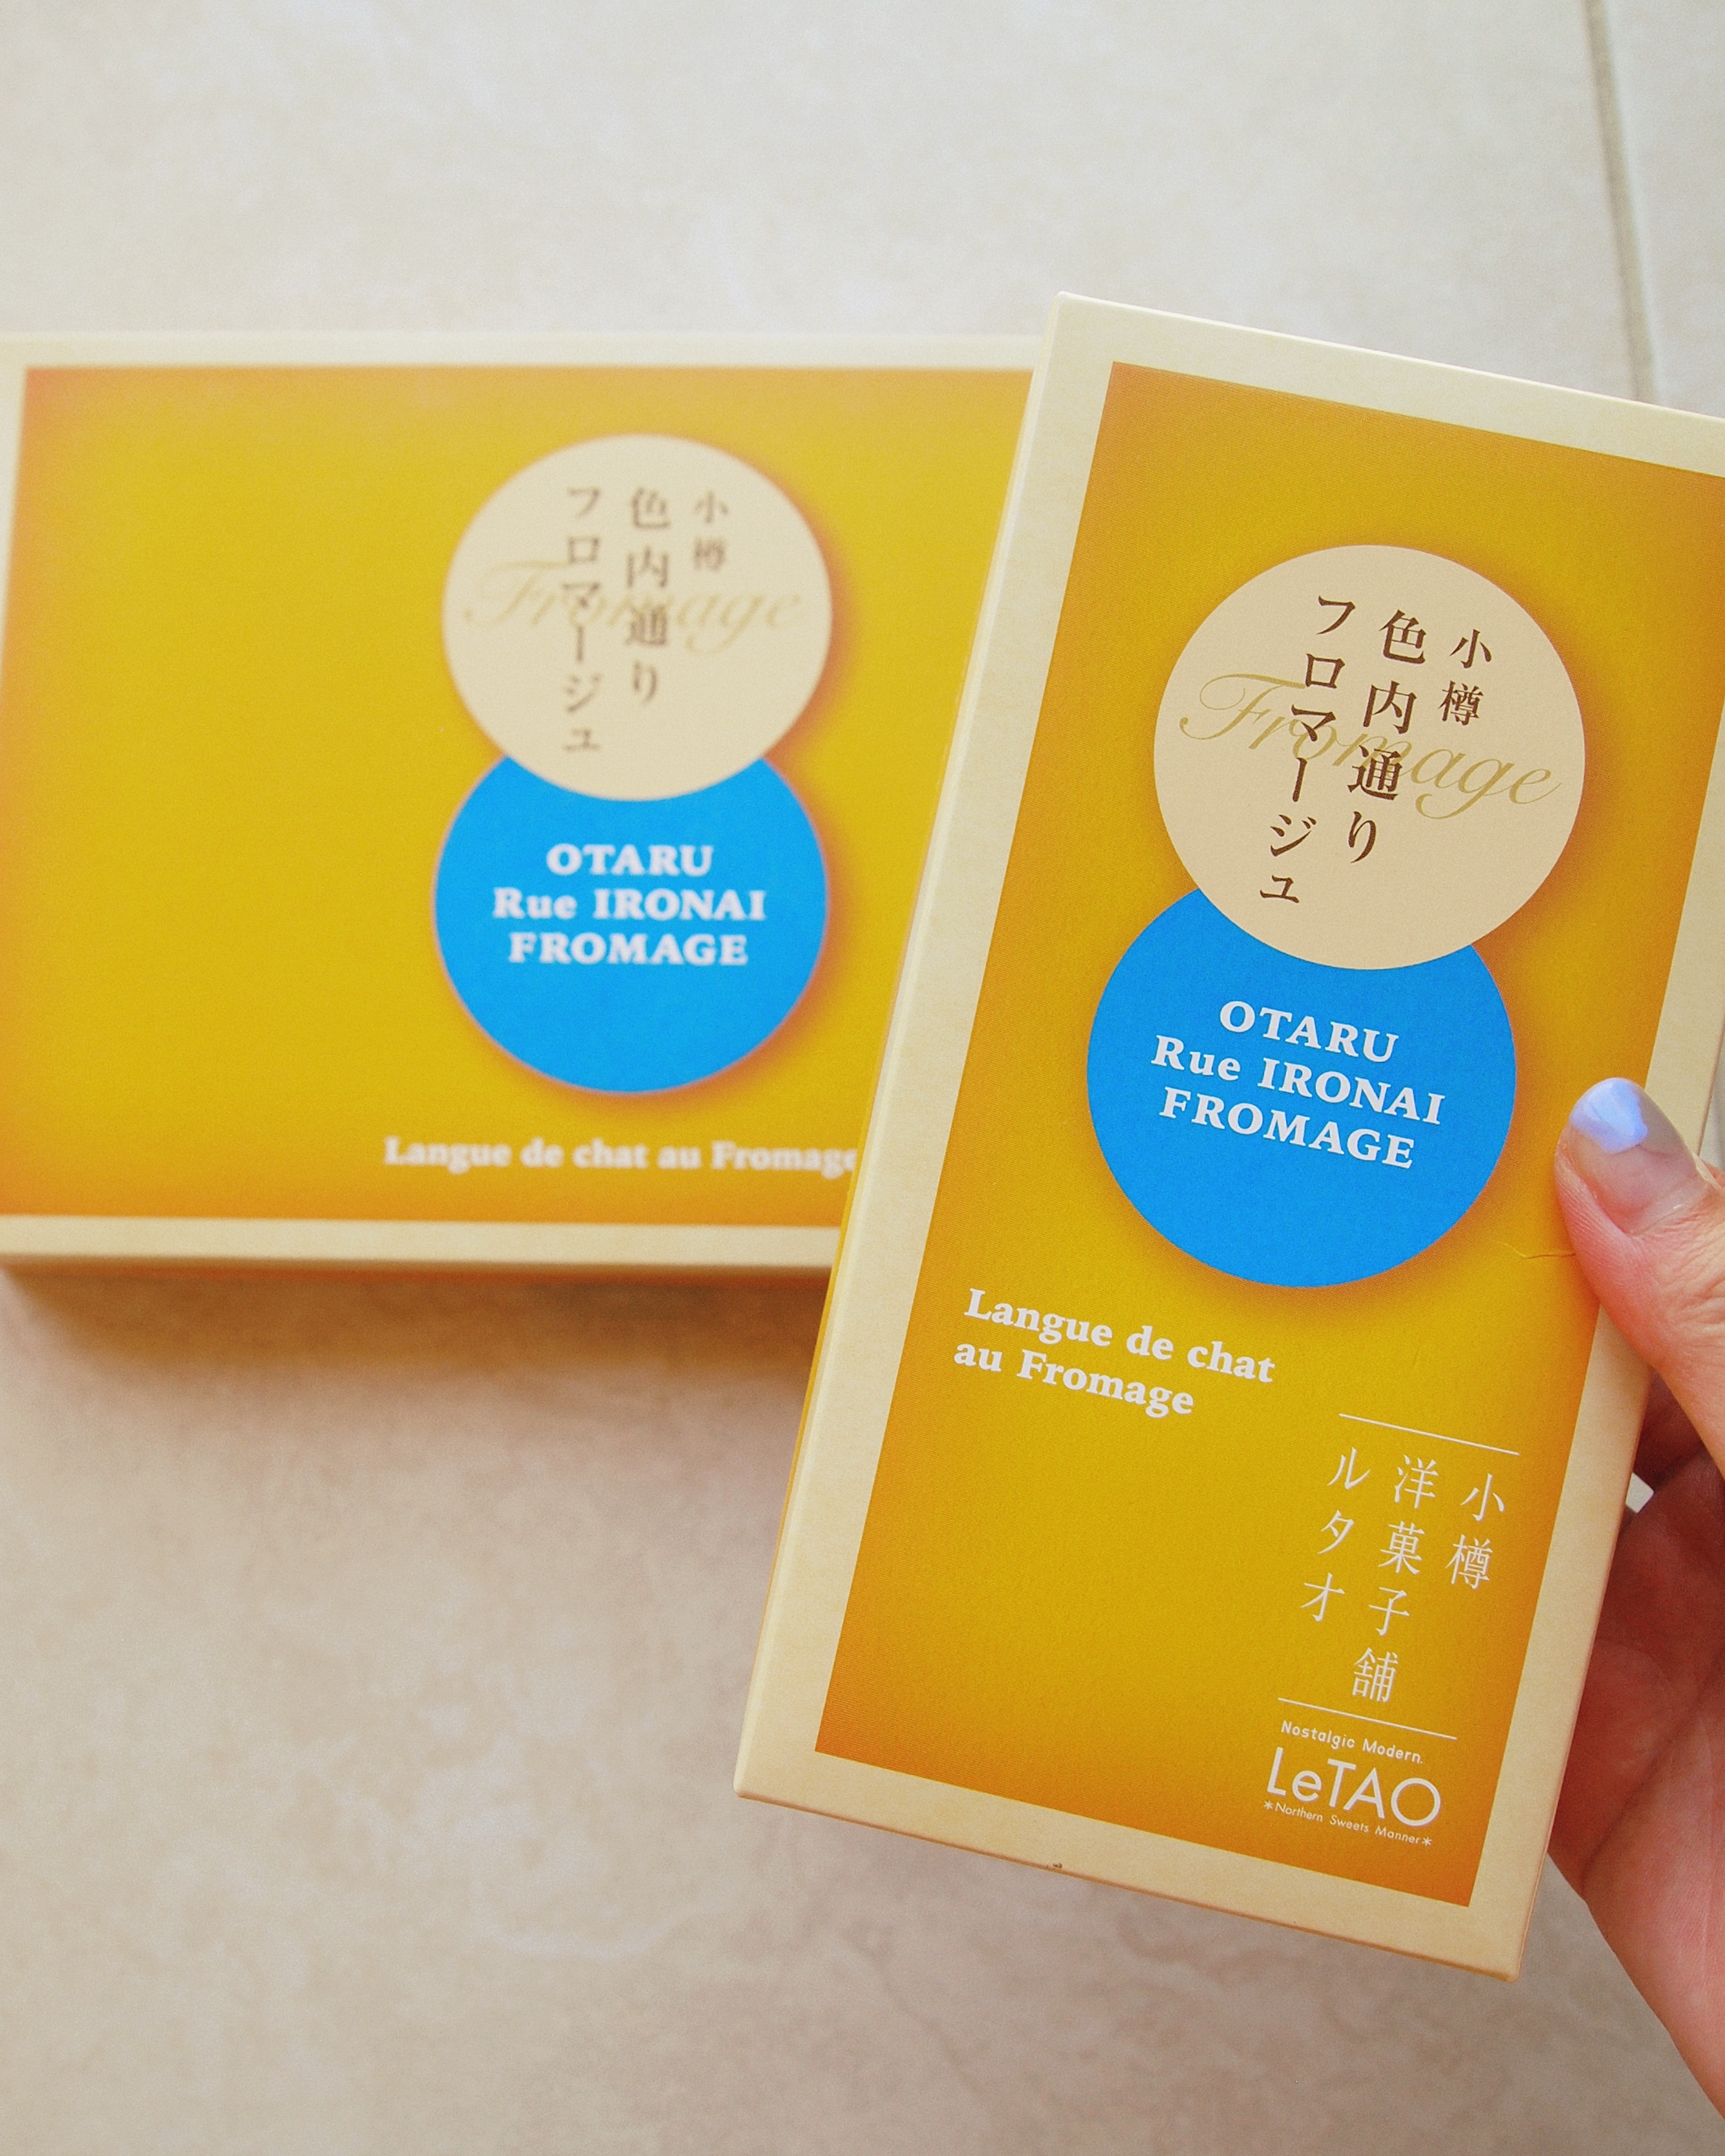 小樽
色内通り
フロマージュ
Fromage
OTARU
Rue IRONAI
FROMAGE
Langue de chat au Fromage
小樽
色内通り
フロマージュ
Fromage
OTARU
Rue IRONAI
FROMAGE
Langue de chat
au Fromage
小樽
洋菓子舗
ルタオ
Nostalgic Modern.
LeTAO
*Northern Sweets Manner*